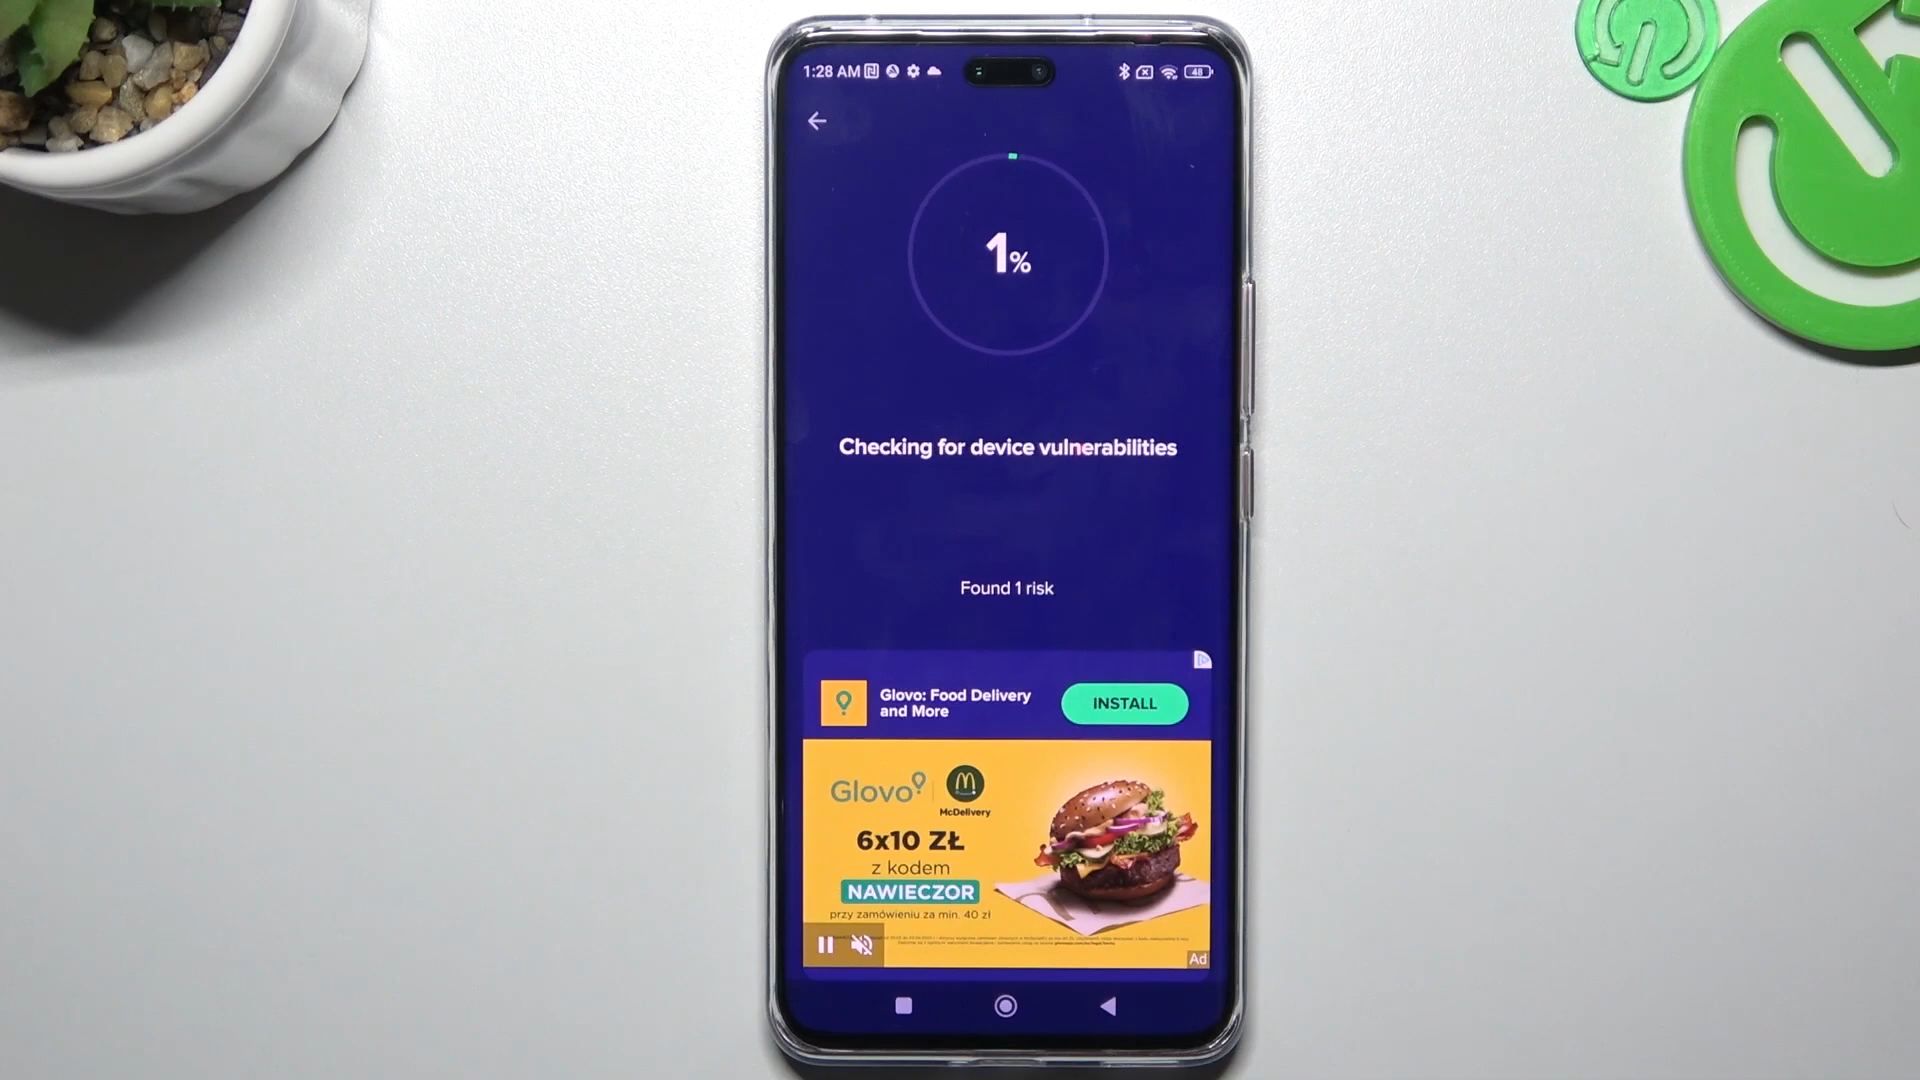 1:28 AM
48
1%
Checking for device vulnerabilities
Found 1 risk
Glovo: Food Delivery
and More
INSTALL
Glovo
McDelivery
6x10 ZŁ
z kodem
NAWIECZOR
przy zamówieniu za min. 40 zł
Ad